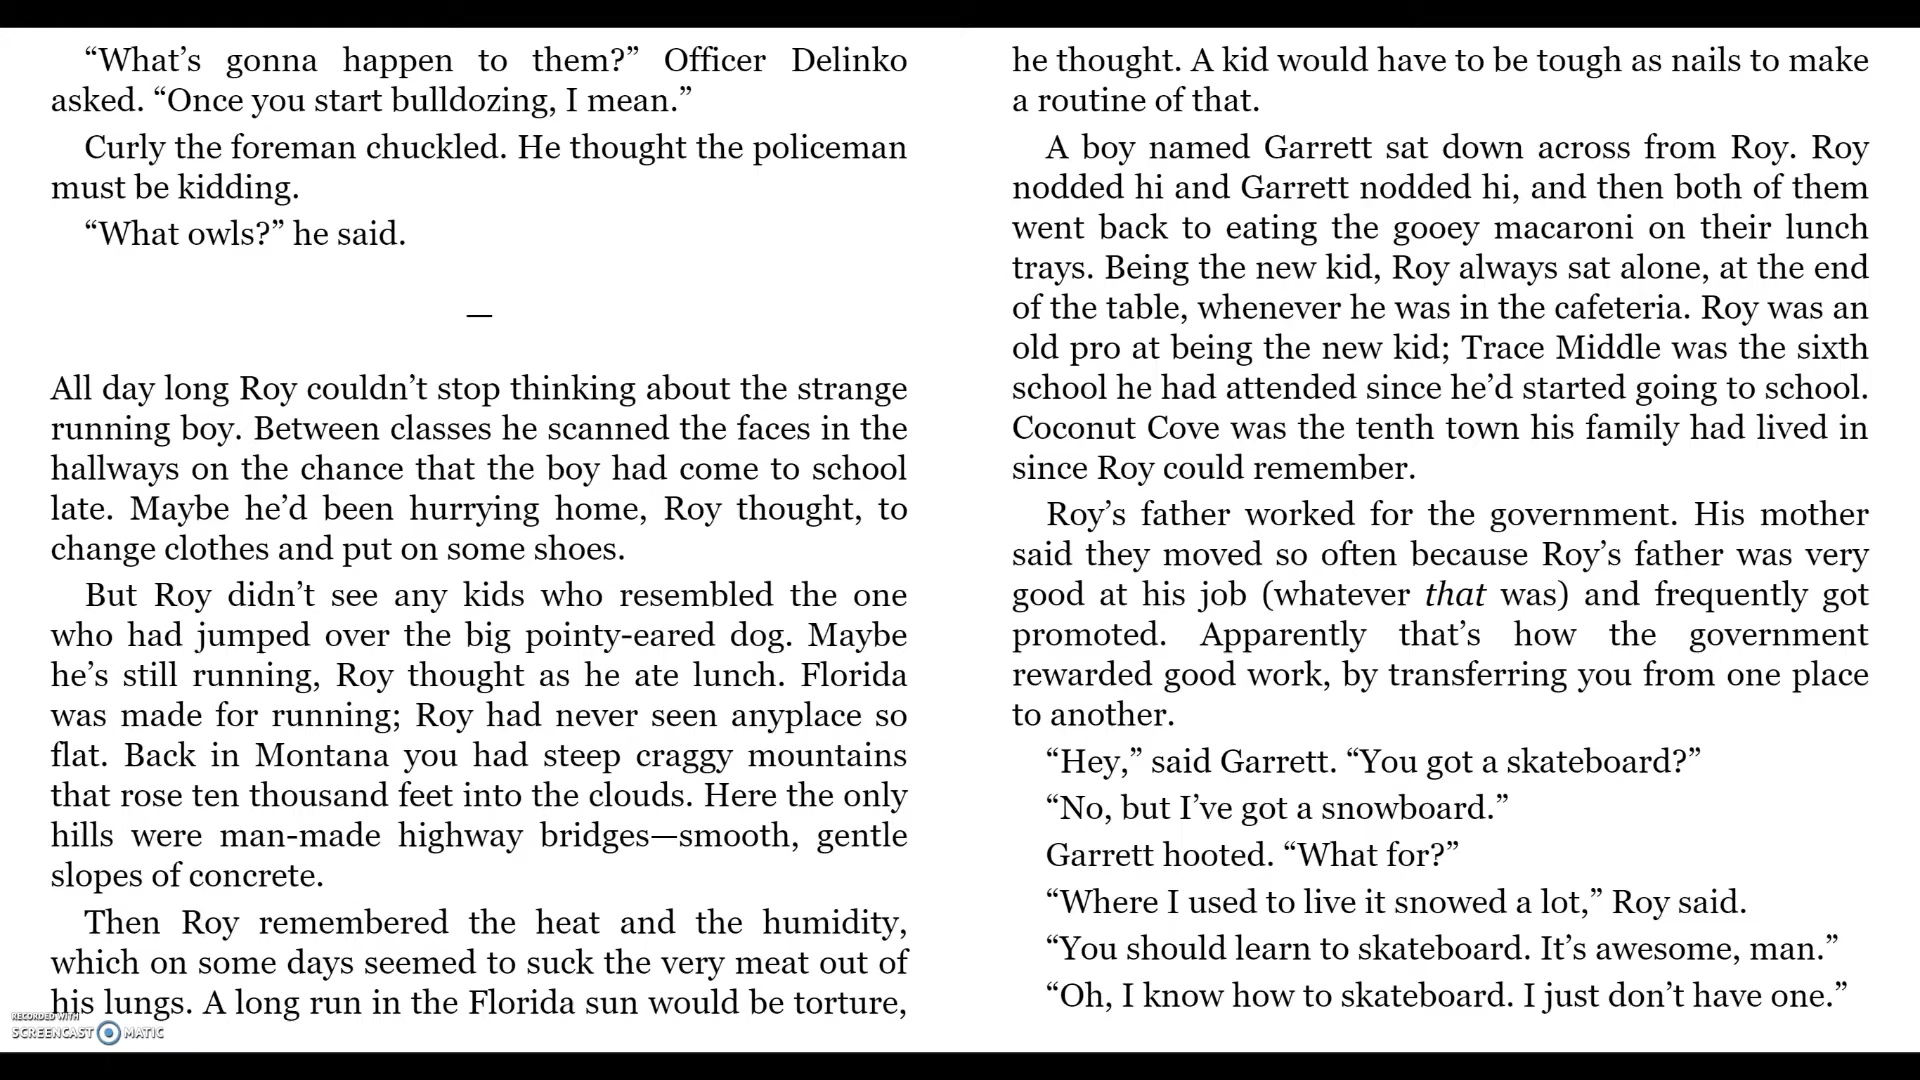 “What’s gonna happen to them?” Officer Delinko
asked. “Once you start bulldozing, I mean.”
Curly the foreman chuckled. He thought the policeman
must be kidding.
“What owls?” he said.
—
All day long Roy couldn’t stop thinking about the strange
running boy. Between classes he scanned the faces in the
hallways on the chance that the boy had come to school
late. Maybe he’d been hurrying home, Roy thought, to
change clothes and put on some shoes.
But Roy didn’t see any kids who resembled the one
who had jumped over the big pointy-eared dog. Maybe
he’s still running, Roy thought as he ate lunch. Florida
was made for running; Roy had never seen anyplace so
flat. Back in Montana you had steep craggy mountains
that rose ten thousand feet into the clouds. Here the only
hills were man-made highway bridges—smooth, gentle
slopes of concrete.
Then Roy remembered the heat and the humidity,
which on some days seemed to suck the very meat out of
his lungs. A long run in the Florida sun would be torture,
he thought. A kid would have to be tough as nails to make
a routine of that.
A boy named Garrett sat down across from Roy. Roy
nodded hi and Garrett nodded hi, and then both of them
went back to eating the gooey macaroni on their lunch
trays. Being the new kid, Roy always sat alone, at the end
of the table, whenever he was in the cafeteria. Roy was an
old pro at being the new kid; Trace Middle was the sixth
school he had attended since he’d started going to school.
Coconut Cove was the tenth town his family had lived in
since Roy could remember.
Roy’s father worked for the government. His mother
said they moved so often because Roy’s father was very
good at his job (whatever that was) and frequently got
promoted. Apparently that’s how the government
rewarded good work, by transferring you from one place
to another.
“Hey,” said Garrett. “You got a skateboard?”
“No, but I’ve got a snowboard.”
Garrett hooted. “What for?”
“Where I used to live it snowed a lot,” Roy said.
“You should learn to skateboard. It’s awesome, man.”
“Oh, I know how to skateboard. I just don’t have one.”
RECORDED WITH
SCREENCAST MATIC